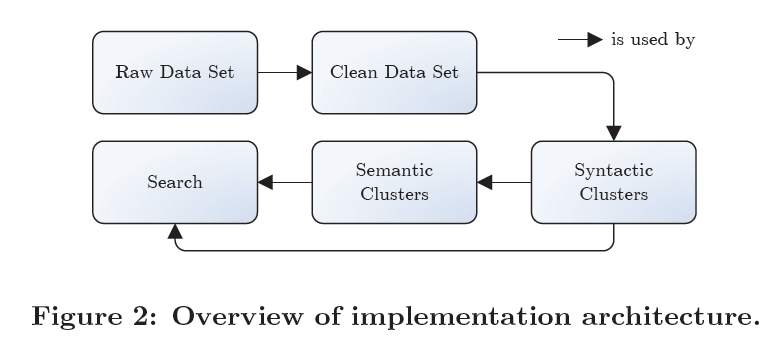 Raw Data Set
Clean Data Set
is used by
Search
Semantic
Clusters
Syntactic
Clusters
Figure 2: Overview of implementation architecture.